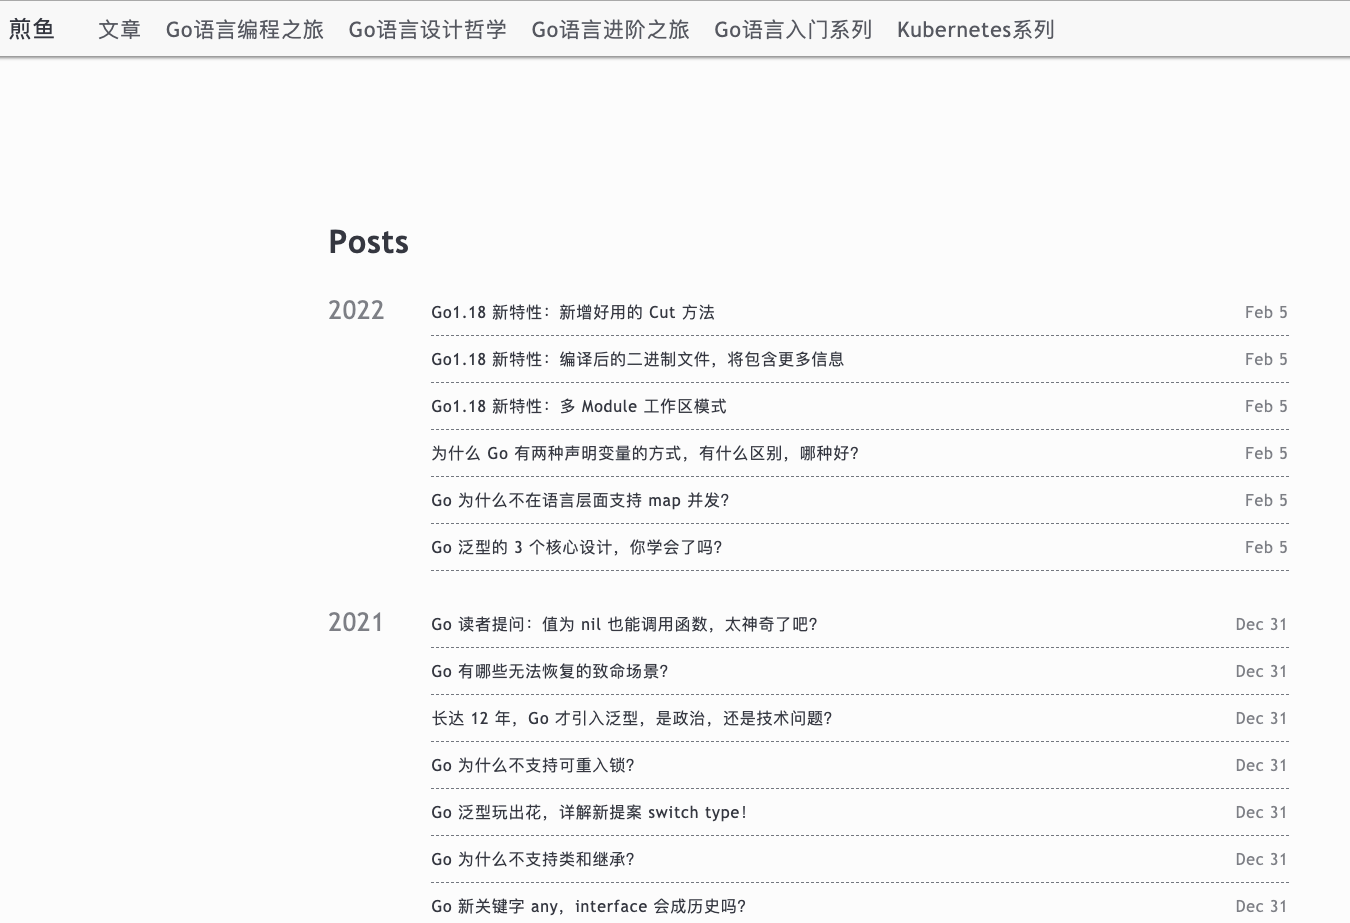 煎鱼 文章 Go语言编程之旅 Go语言设计哲学 Go语言进阶之旅 Go语言入门系列 Kubernetes系列
Posts
2022 Go1.18 新特性：新增好用的 Cut 方法 Feb 5
Go1.18 新特性：编译后的二进制文件，将包含更多信息 Feb 5
Go1.18 新特性：多 Module 工作区模式 Feb 5
为什么 Go 有两种声明变量的方式，有什么区别，哪种好？ Feb 5
Go 为什么不在语言层面支持 map 并发？ Feb 5
Go 泛型的 3 个核心设计，你学会了吗？ Feb 5
2021 Go 读者提问：值为 nil 也能调用函数，太神奇了吧？ Dec 31
Go 有哪些无法恢复的致命场景？ Dec 31
长达 12 年，Go 才引入泛型，是政治，还是技术问题？ Dec 31
Go 为什么不支持可重入锁？ Dec 31
Go 泛型玩出花，详解新提案 switch type！ Dec 31
Go 为什么不支持类和继承？ Dec 31
Go 新关键字 any，interface 会成历史吗？ Dec 31